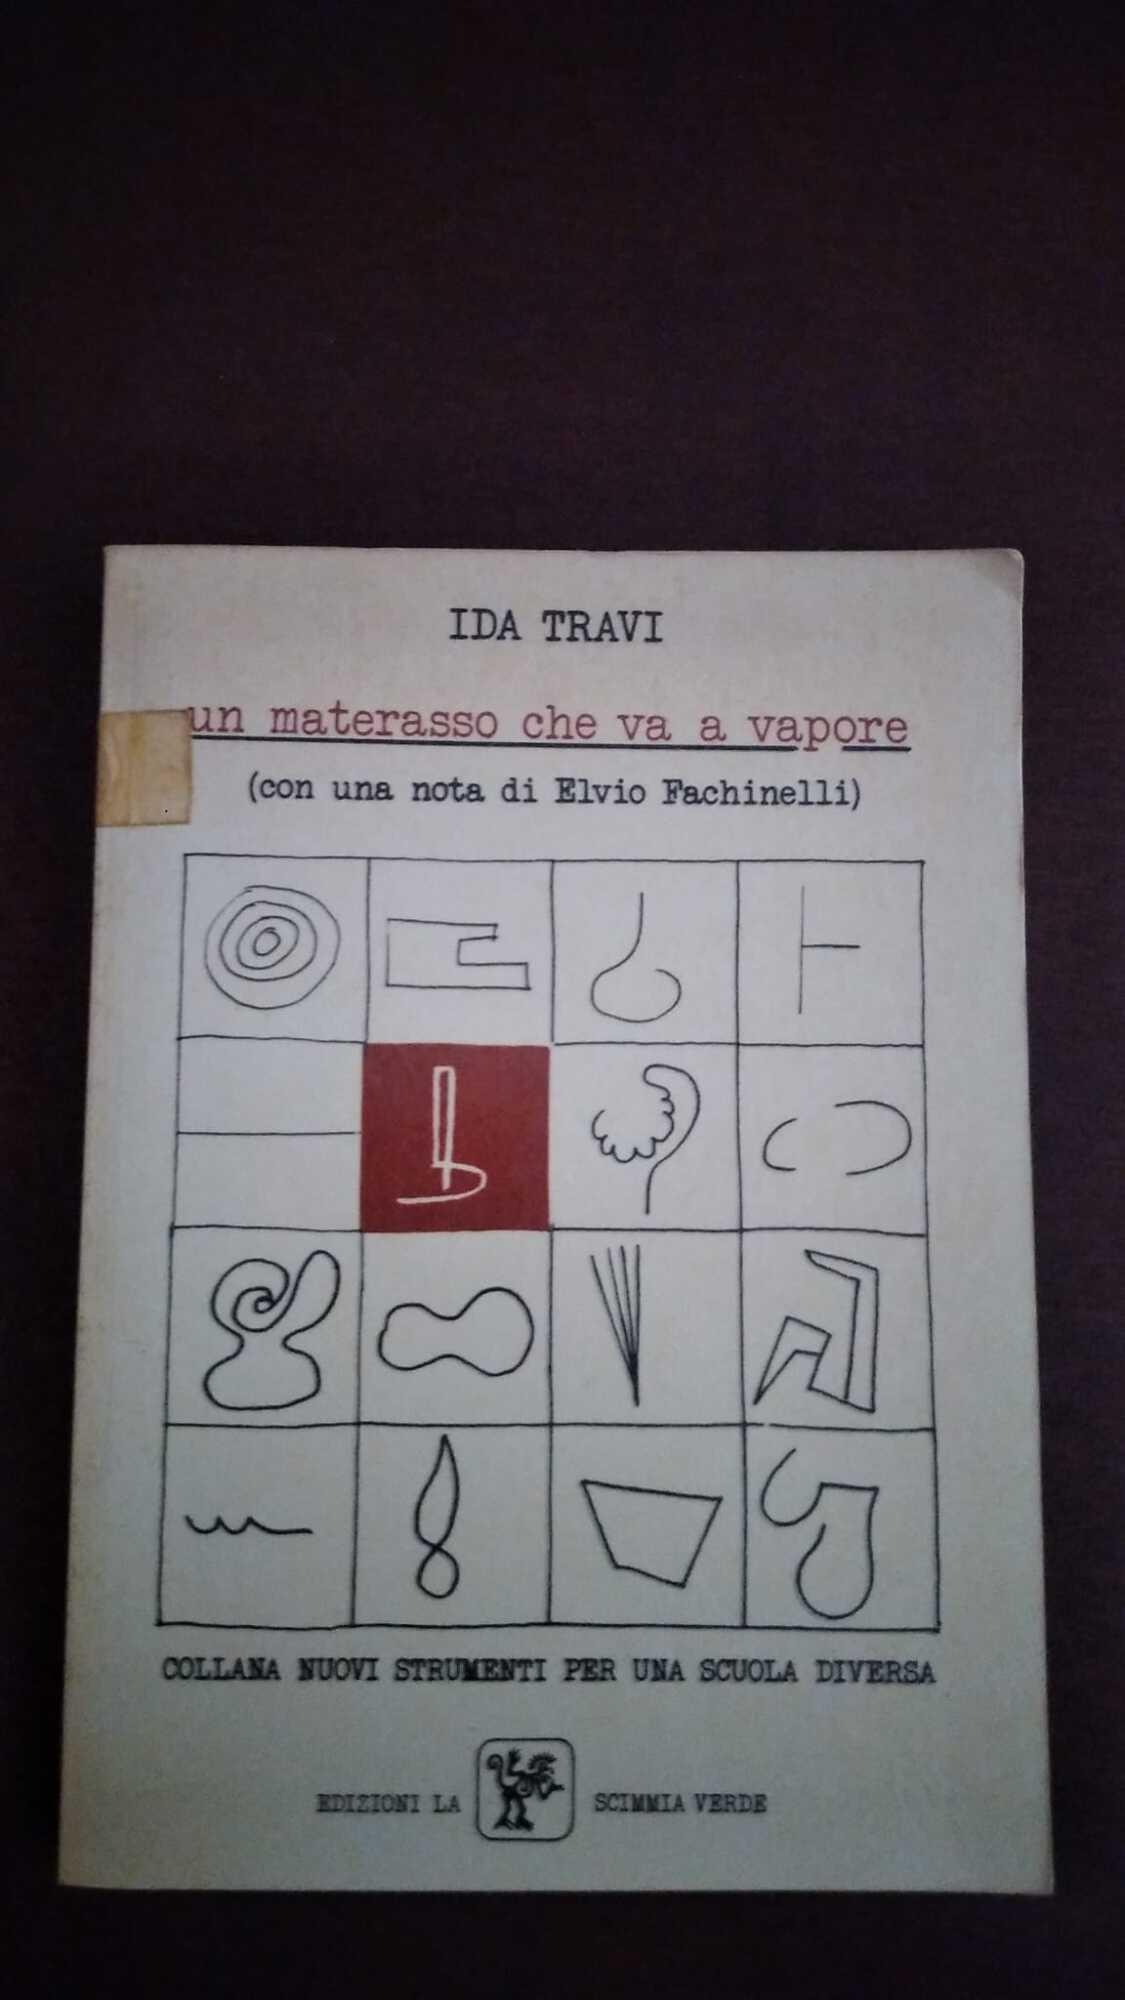 IDA TRAVI
un materasso che va a vapore
(con una nota di Elvio Fachinelli)
COLLANA NUOVI STRUMENTI PER UNA SCUOLA DIVERSA
EDIZIONI LA SCIMMIA VERDE